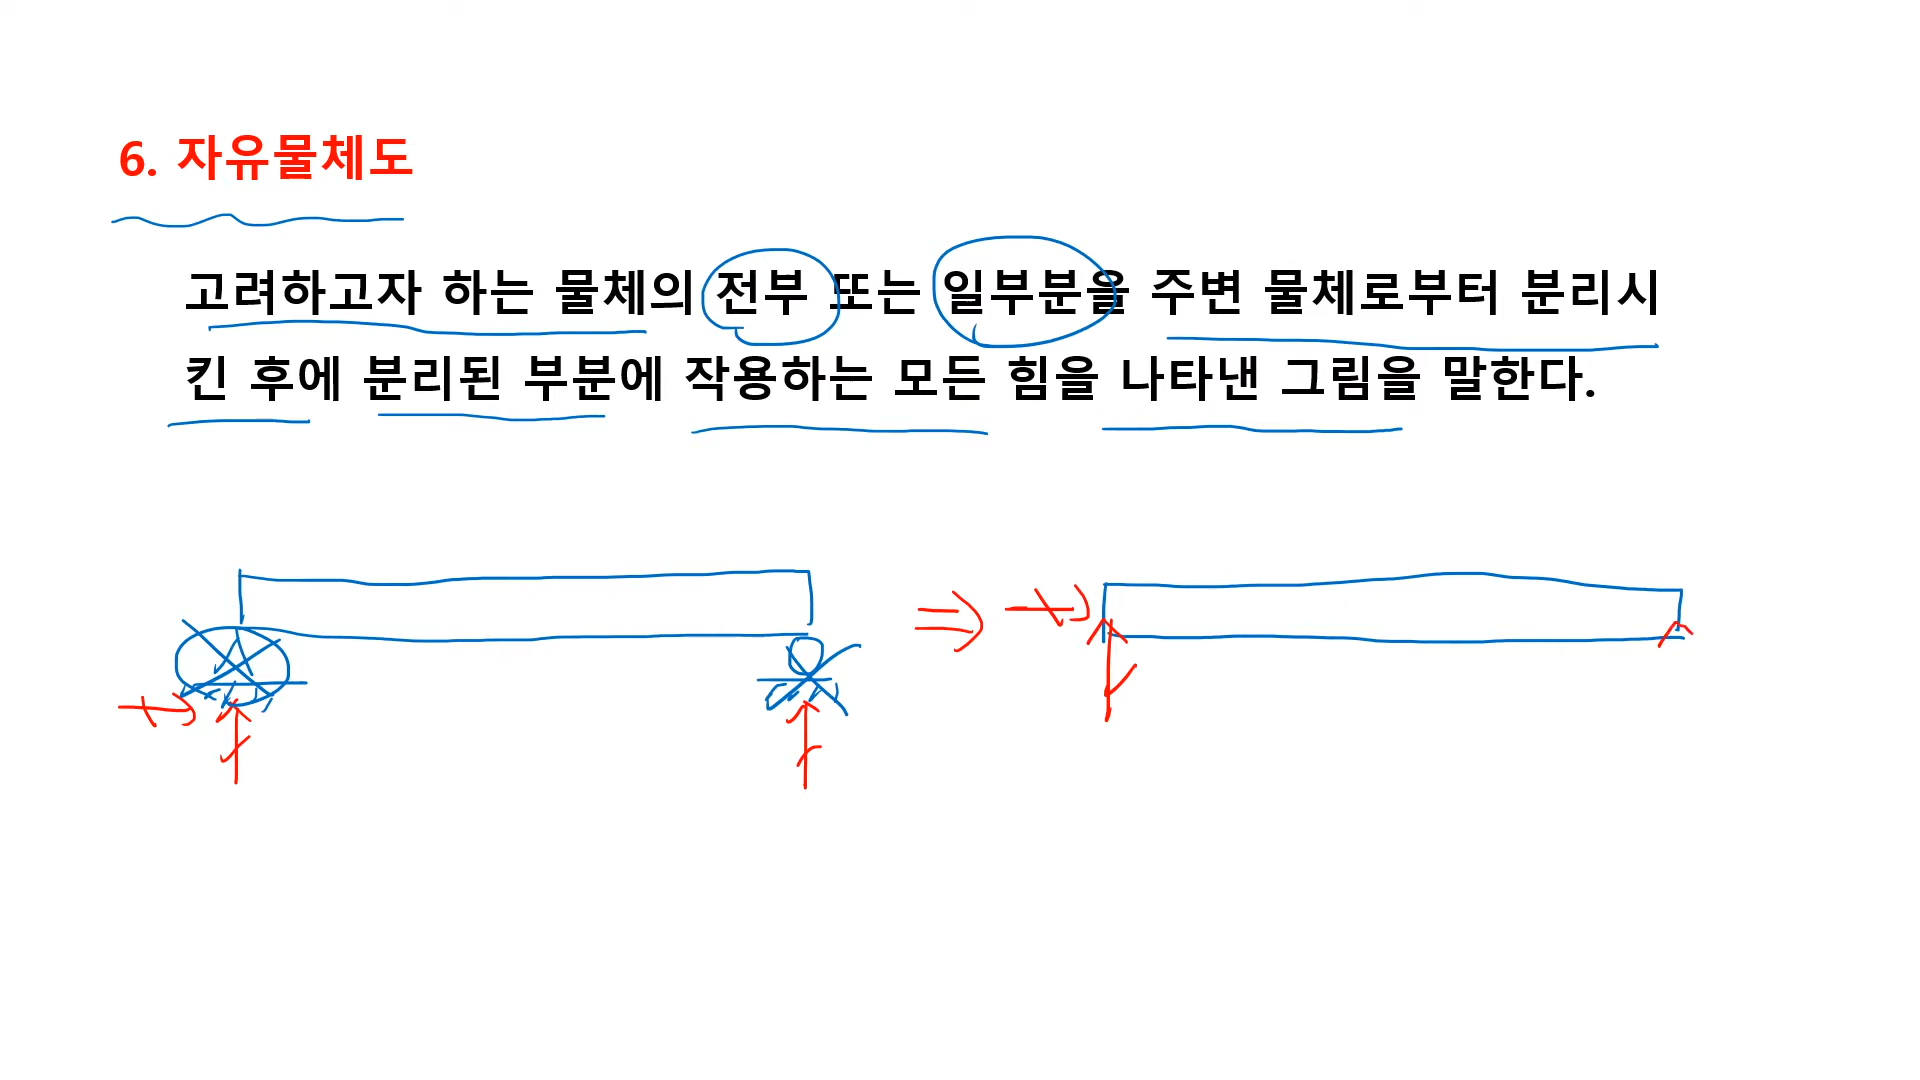 6. 자유물체도
고려하고자 하는 물체의 전부 또는 일부분을 주변 물체로부터 분리시
킨 후에 분리된 부분에 작용하는 모든 힘을 나타낸 그림을 말한다.